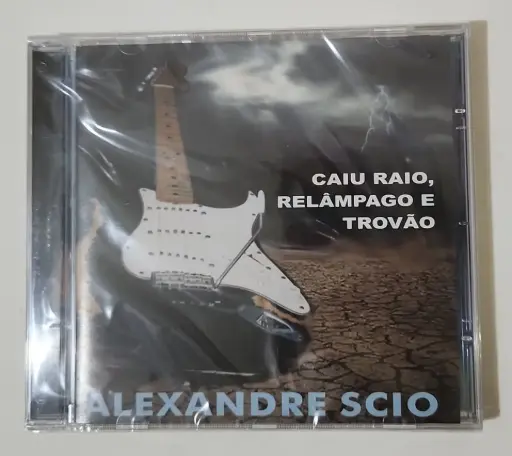 CAIU RAIO,
RELÂMPAGO E
TROVÃO
ALEXANDRE SCIO